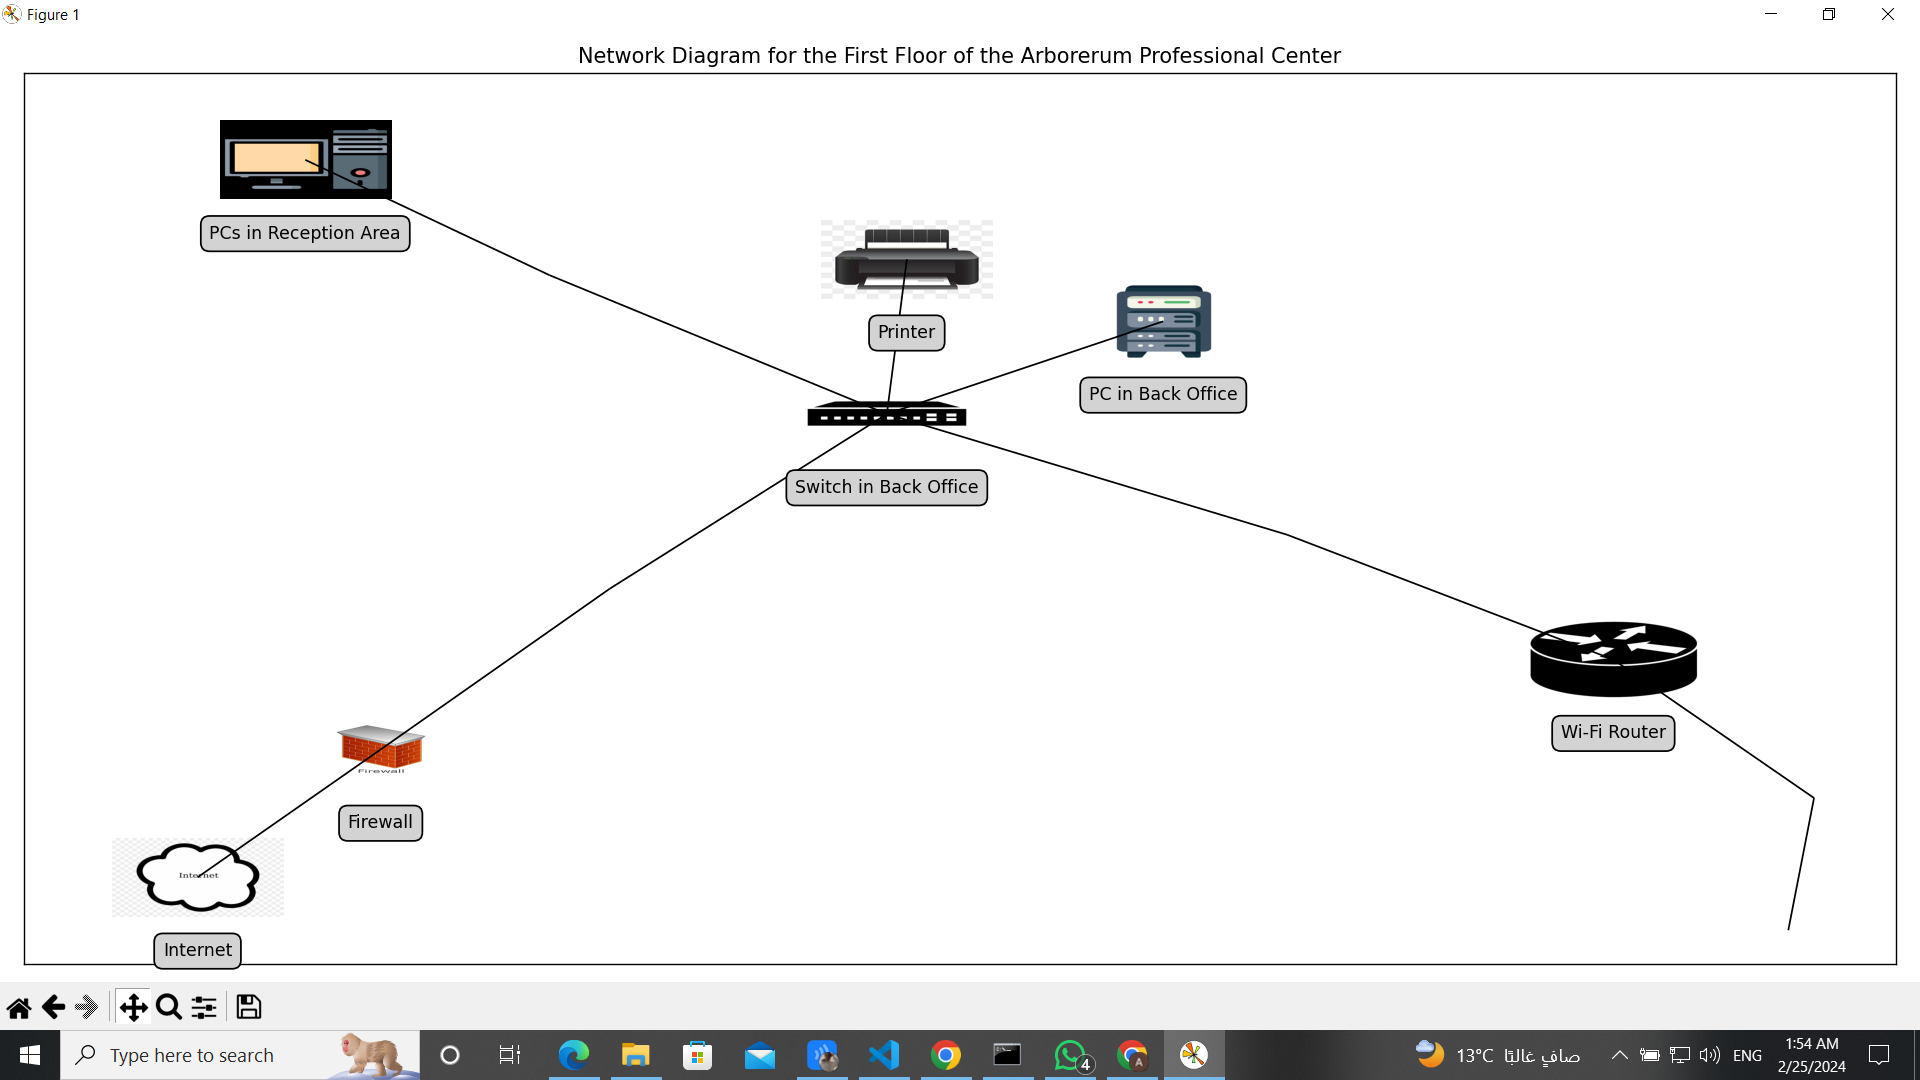 Figure 1
Network Diagram for the First Floor of the Arborerum Professional Center
PCs in Reception Area
Printer
PC in Back Office
Switch in Back Office
Wi-Fi Router
Firewall
Firewall
Internet
Internet
Type here to search
4
A
13°C صافٍ غالبًا
ENG
1:54 AM
2/25/2024